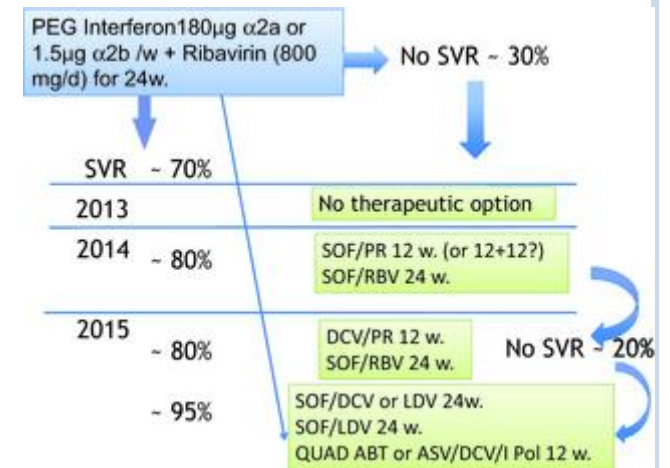 PEG Interferon180µg α2a or
1.5µg α2b /w + Ribavirin (800
mg/d) for 24w.
No SVR ~ 30%
SVR ~ 70%
2013
No therapeutic option
2014
~ 80%
SOF/PR 12 w. (or 12+12?)
SOF/RBV 24 w.
2015
~ 80%
DCV/PR 12 w.
SOF/RBV 24 w.
No SVR ~ 20%
~ 95%
SOF/DCV or LDV 24w.
SOF/LDV 24 w.
QUAD ABT or ASV/DCV/I Pol 12 w.